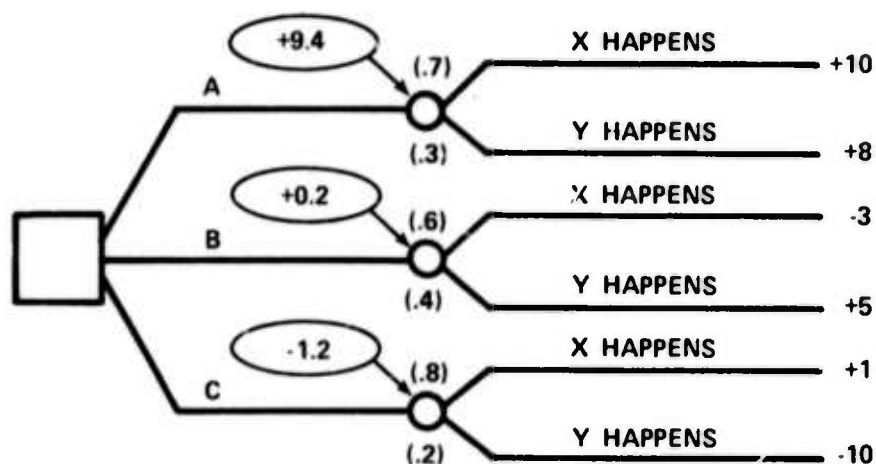 X HAPPENS
+9.4
(.7)
+10
A
Y HAPPENS
(.3)
+8
X HAPPENS
+0.2
(.6)
-3
B
Y HAPPENS
(.4)
+5
X HAPPENS
-1.2
(.8)
+1
C
Y HAPPENS
(.2)
-10